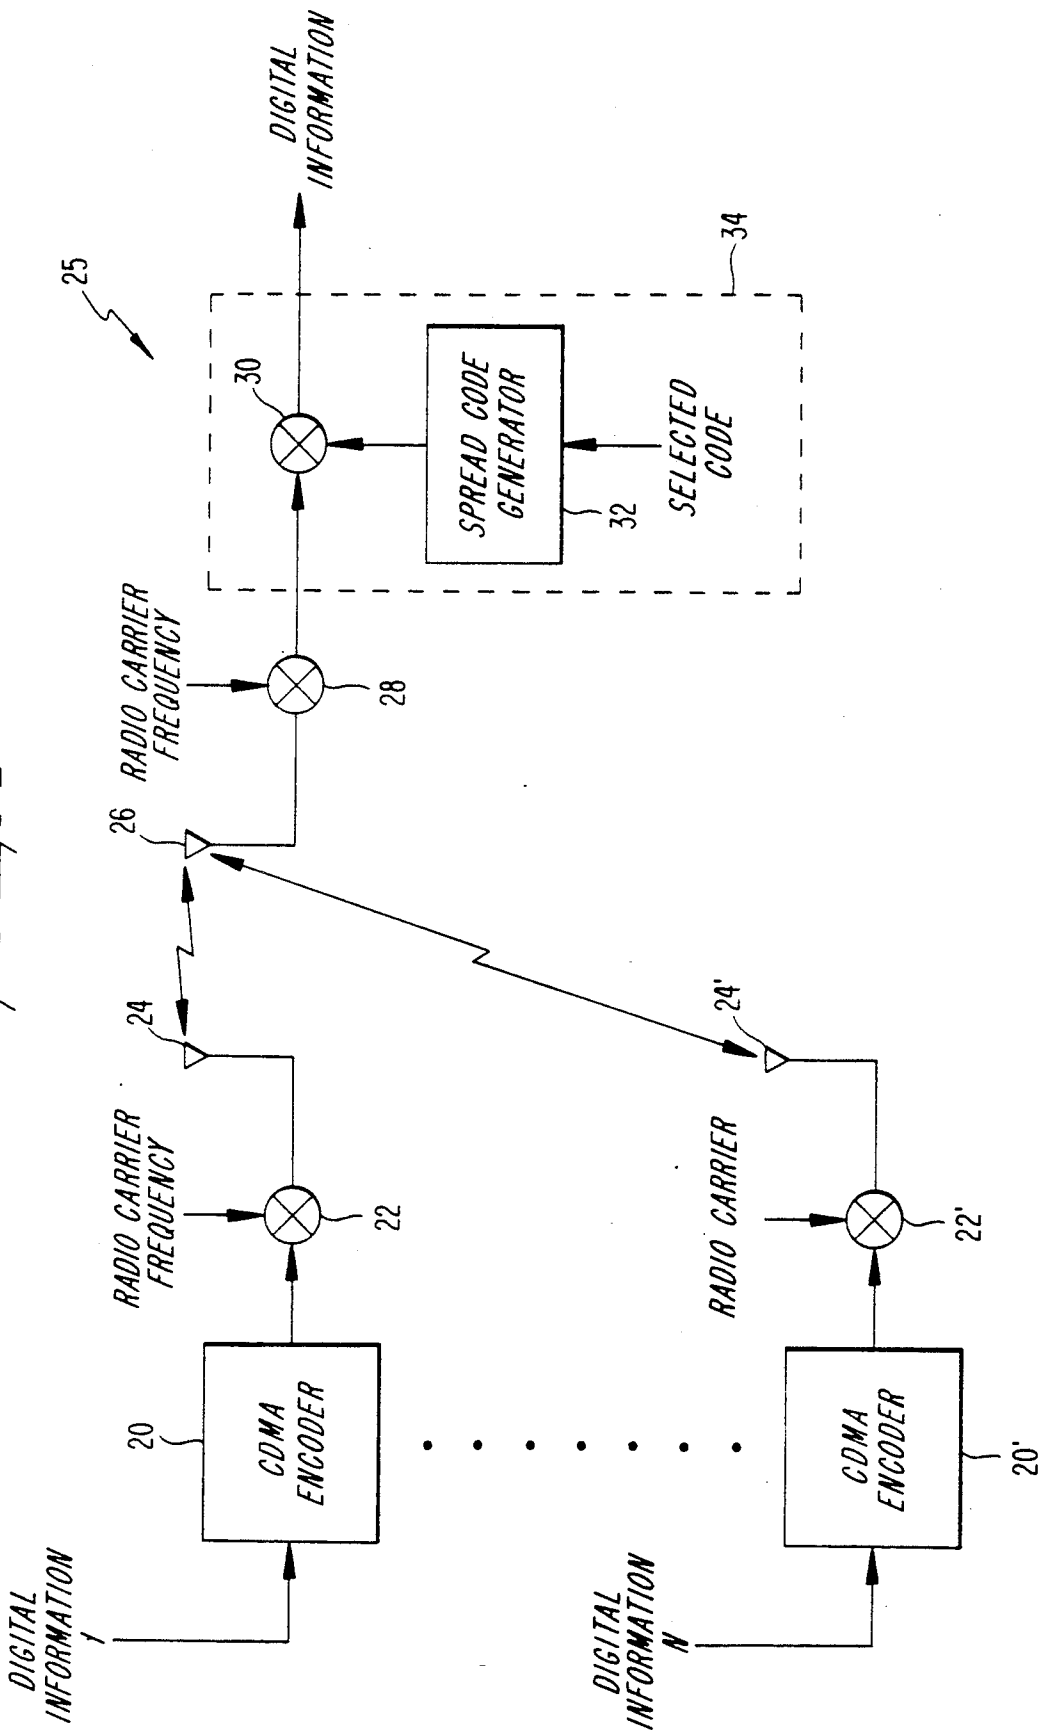 DIGITAL
INFORMATION
1
20
CDMA
ENCODER
RADIO CARRIER
FREQUENCY
22
24
26
RADIO CARRIER
FREQUENCY
28
25
30
DIGITAL
INFORMATION
SPREAD CODE
GENERATOR
32
SELECTED
CODE
34
DIGITAL
INFORMATION
N
CDMA
ENCODER
20'
RADIO CARRIER
22'
24'